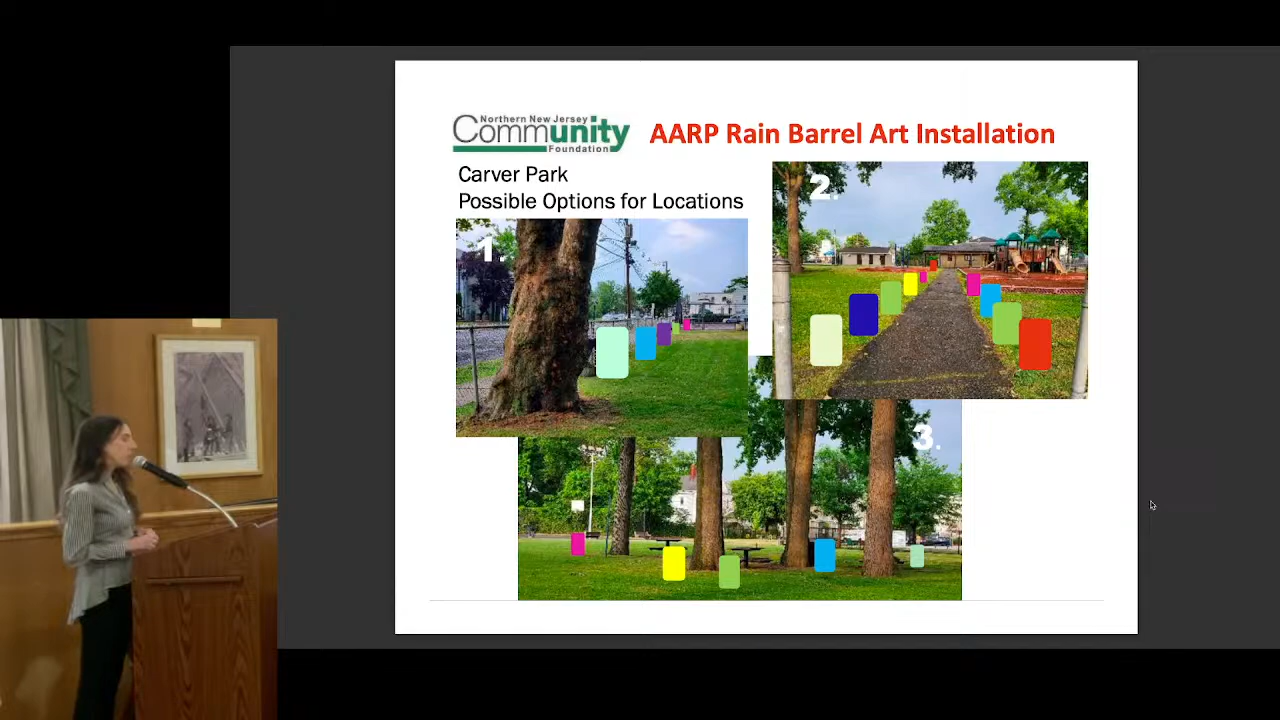 Northern New Jersey
Community
Foundation
AARP Rain Barrel Art Installation
Carver Park
Possible Options for Locations
1.
2.
3.